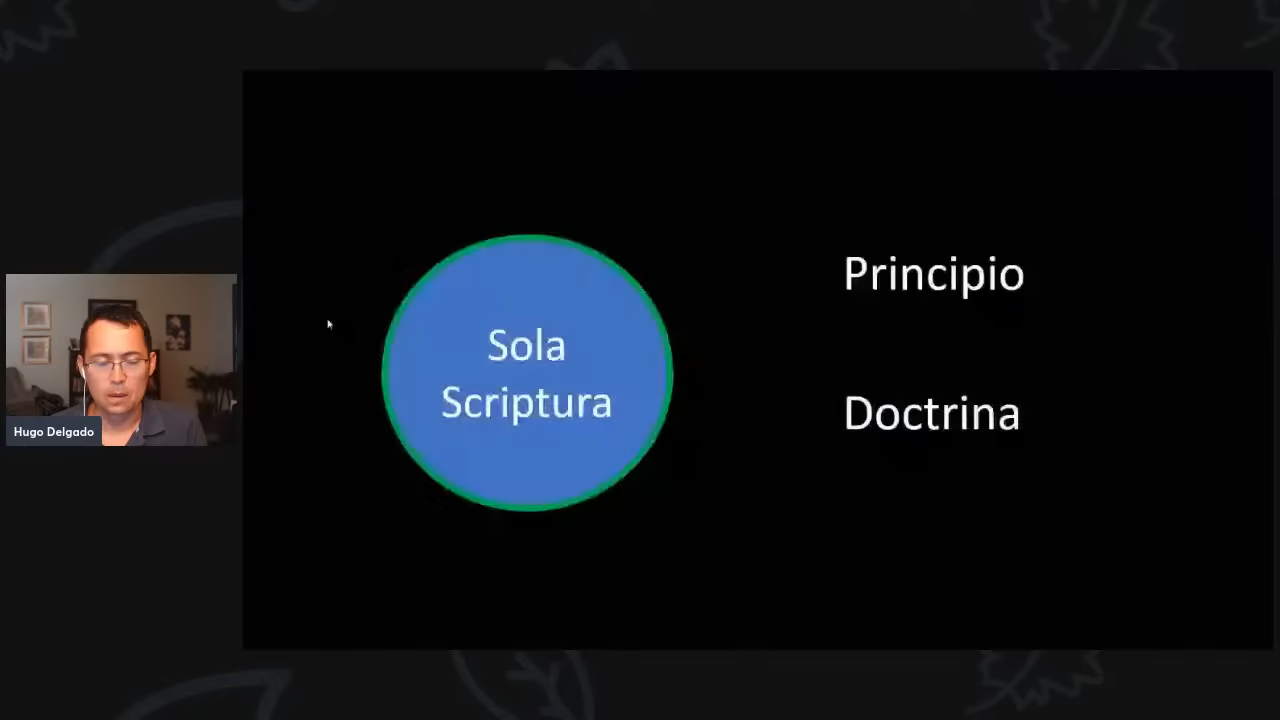 Sola
Scriptura
Principio
Doctrina
Hugo Delgado